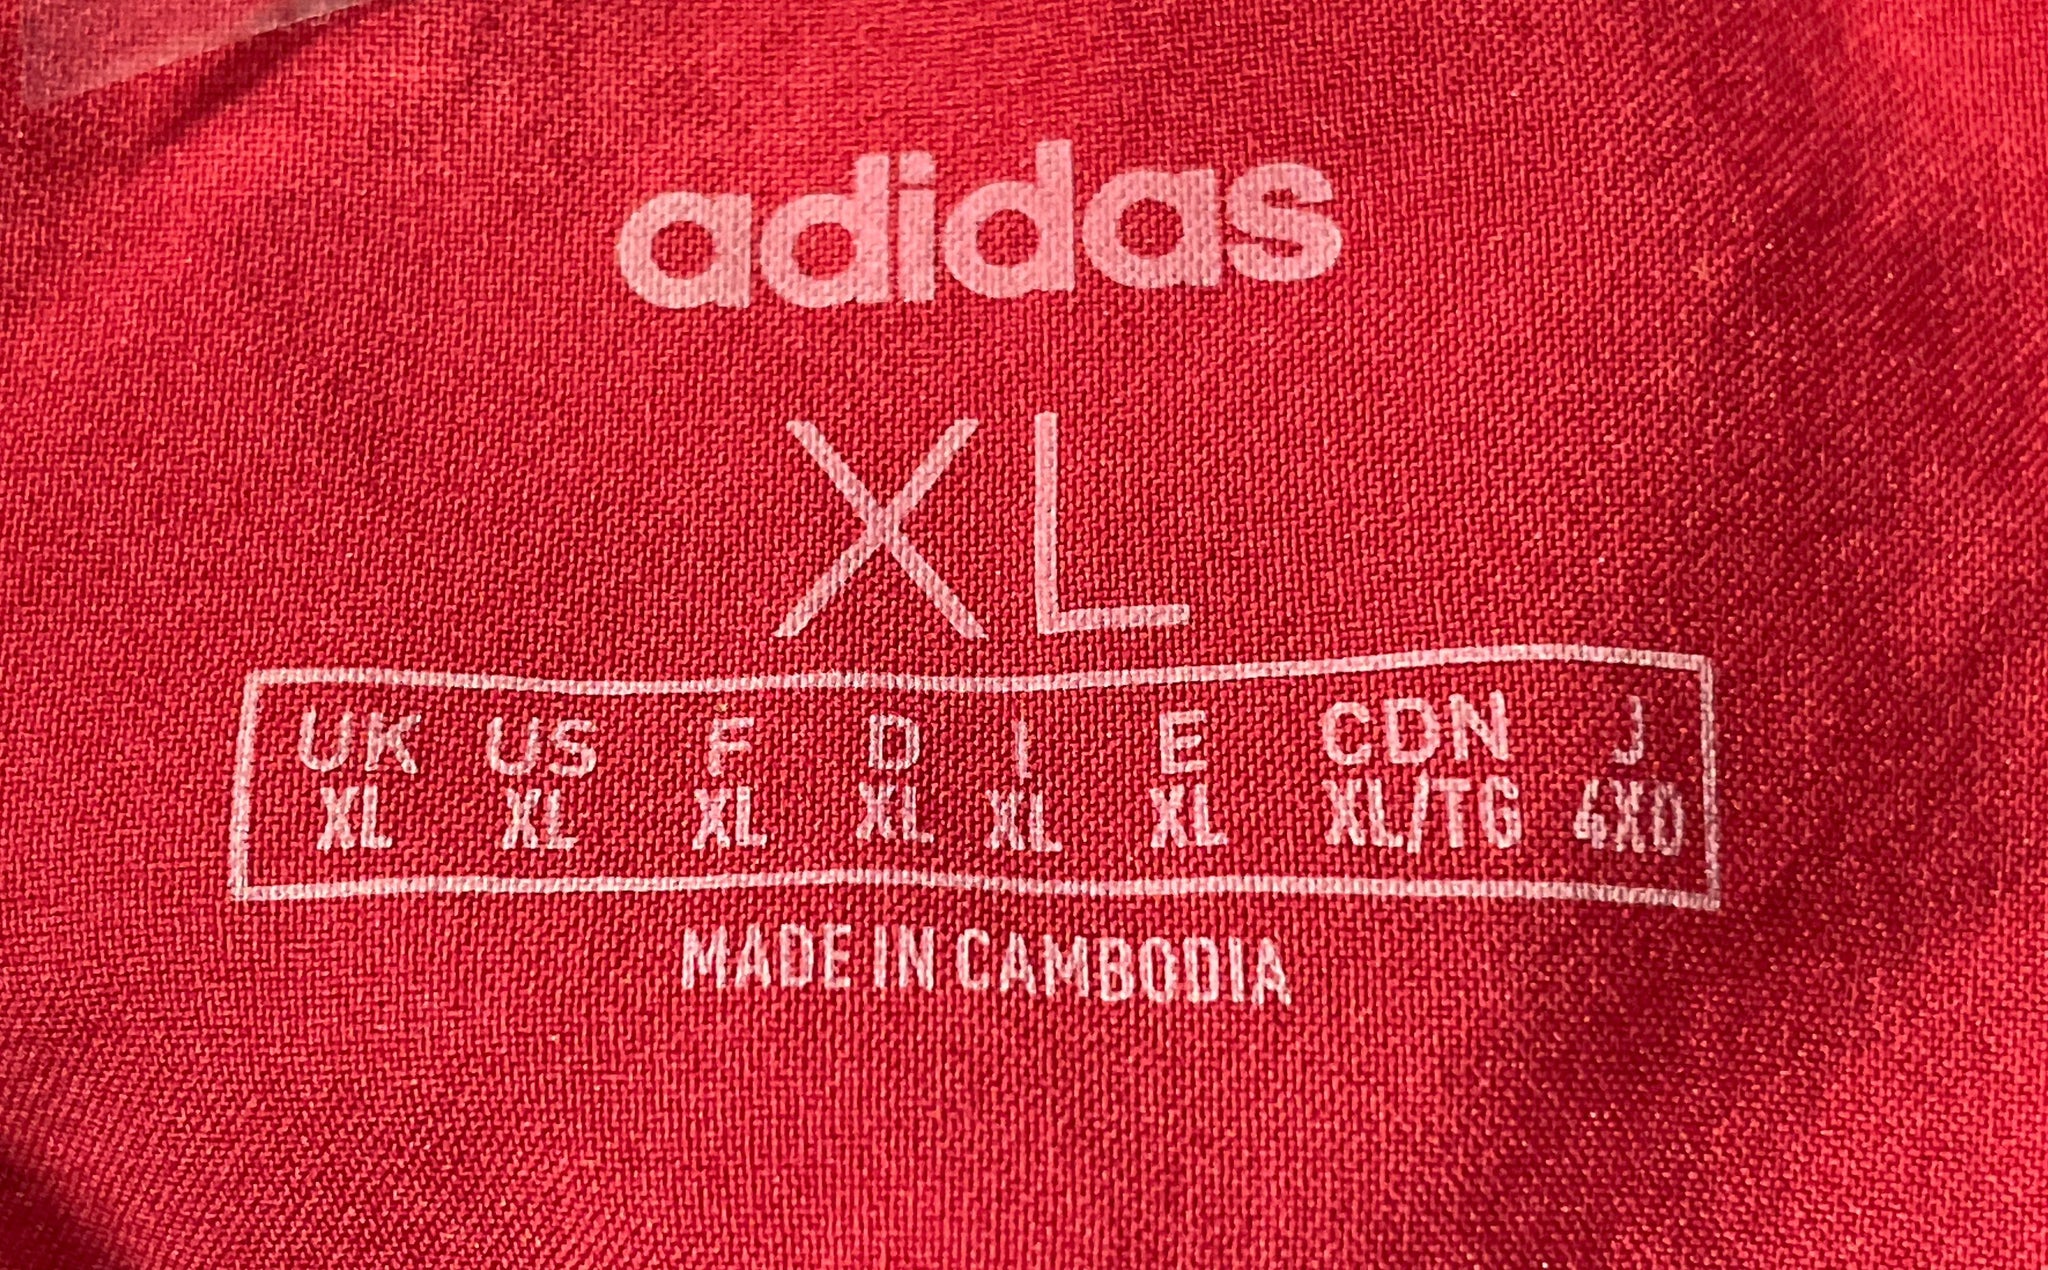 adidas
XL
UK US F D I E CDN J
XL XL XL XL XL XL XL/TG 4XO
MADE IN CAMBODIA